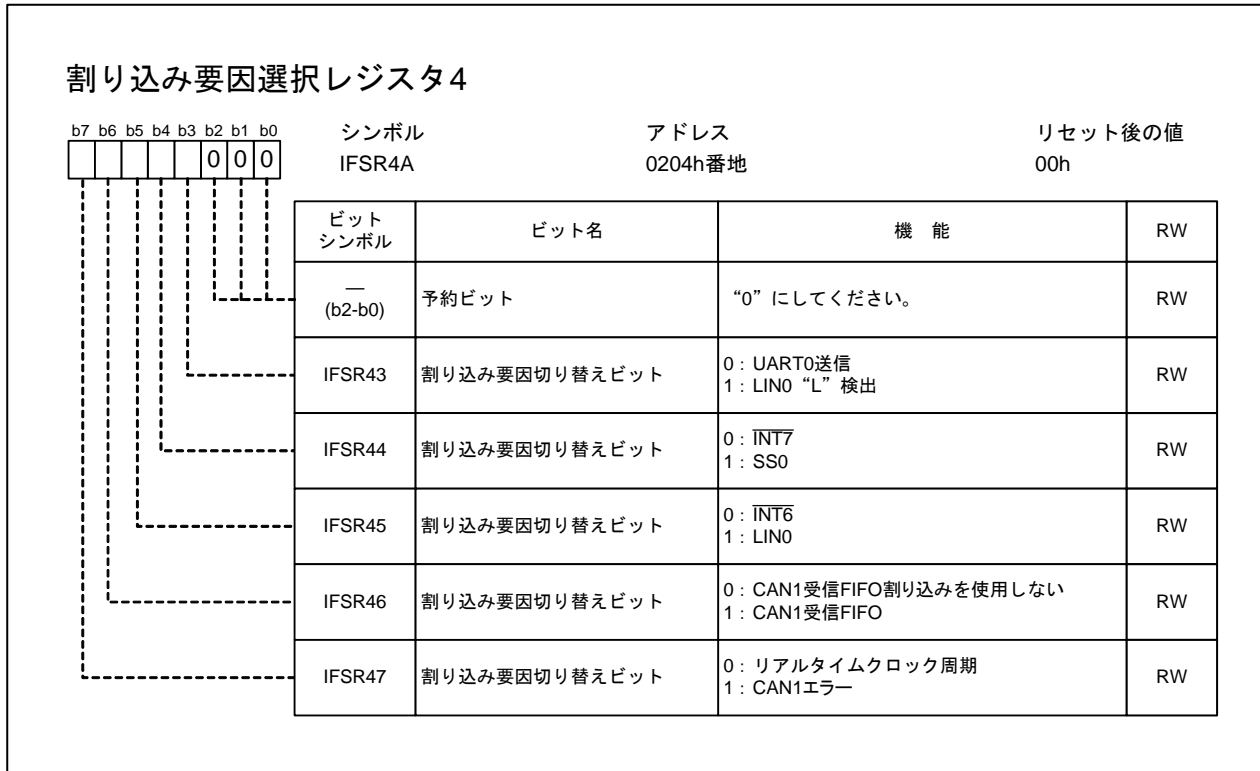 割り込み要因選択レジスタ4
b7 b6 b5 b4 b3 b2 b1 b0
0 0 0
シンボル アドレス リセット後の値
IFSR4A 0204h番地 00h
ビット
シンボル ビット名 機 能 RW
—
(b2-b0) 予約ビット “0”にしてください。 RW
IFSR43 割り込み要因切り替えビット 0 : UART0送信
1 : LIN0“L”検出 RW
IFSR44 割り込み要因切り替えビット 0 : INT7
1 : SS0 RW
IFSR45 割り込み要因切り替えビット 0 : INT6
1 : LIN0 RW
IFSR46 割り込み要因切り替えビット 0 : CAN1受信FIFO割り込みを使用しない
1 : CAN1受信FIFO RW
IFSR47 割り込み要因切り替えビット 0 : リアルタイムクロック周期
1 : CAN1エラー RW